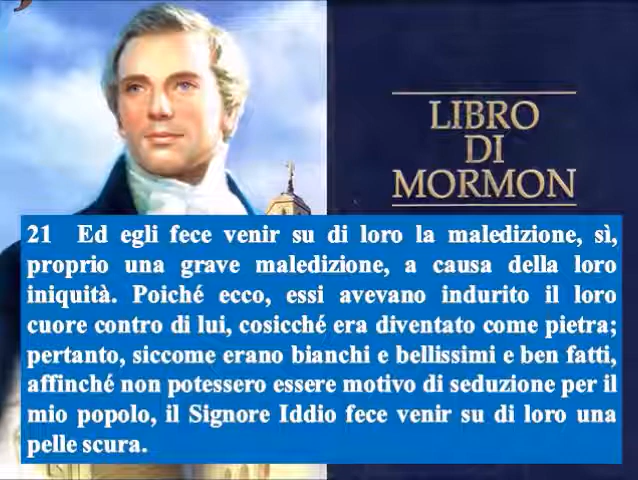 LIBRO
DI
MORMON
21 Ed egli fece venir su di loro la maledizione, sì,
proprio una grave maledizione, a causa della loro
iniquità. Poiché ecco, essi avevano indurito il loro
cuore contro di lui, cosicché era diventato come pietra;
pertanto, siccome erano bianchi e bellissimi e ben fatti,
affinché non potessero essere motivo di seduzione per il
mio popolo, il Signore Iddio fece venir su di loro una
pelle scura.